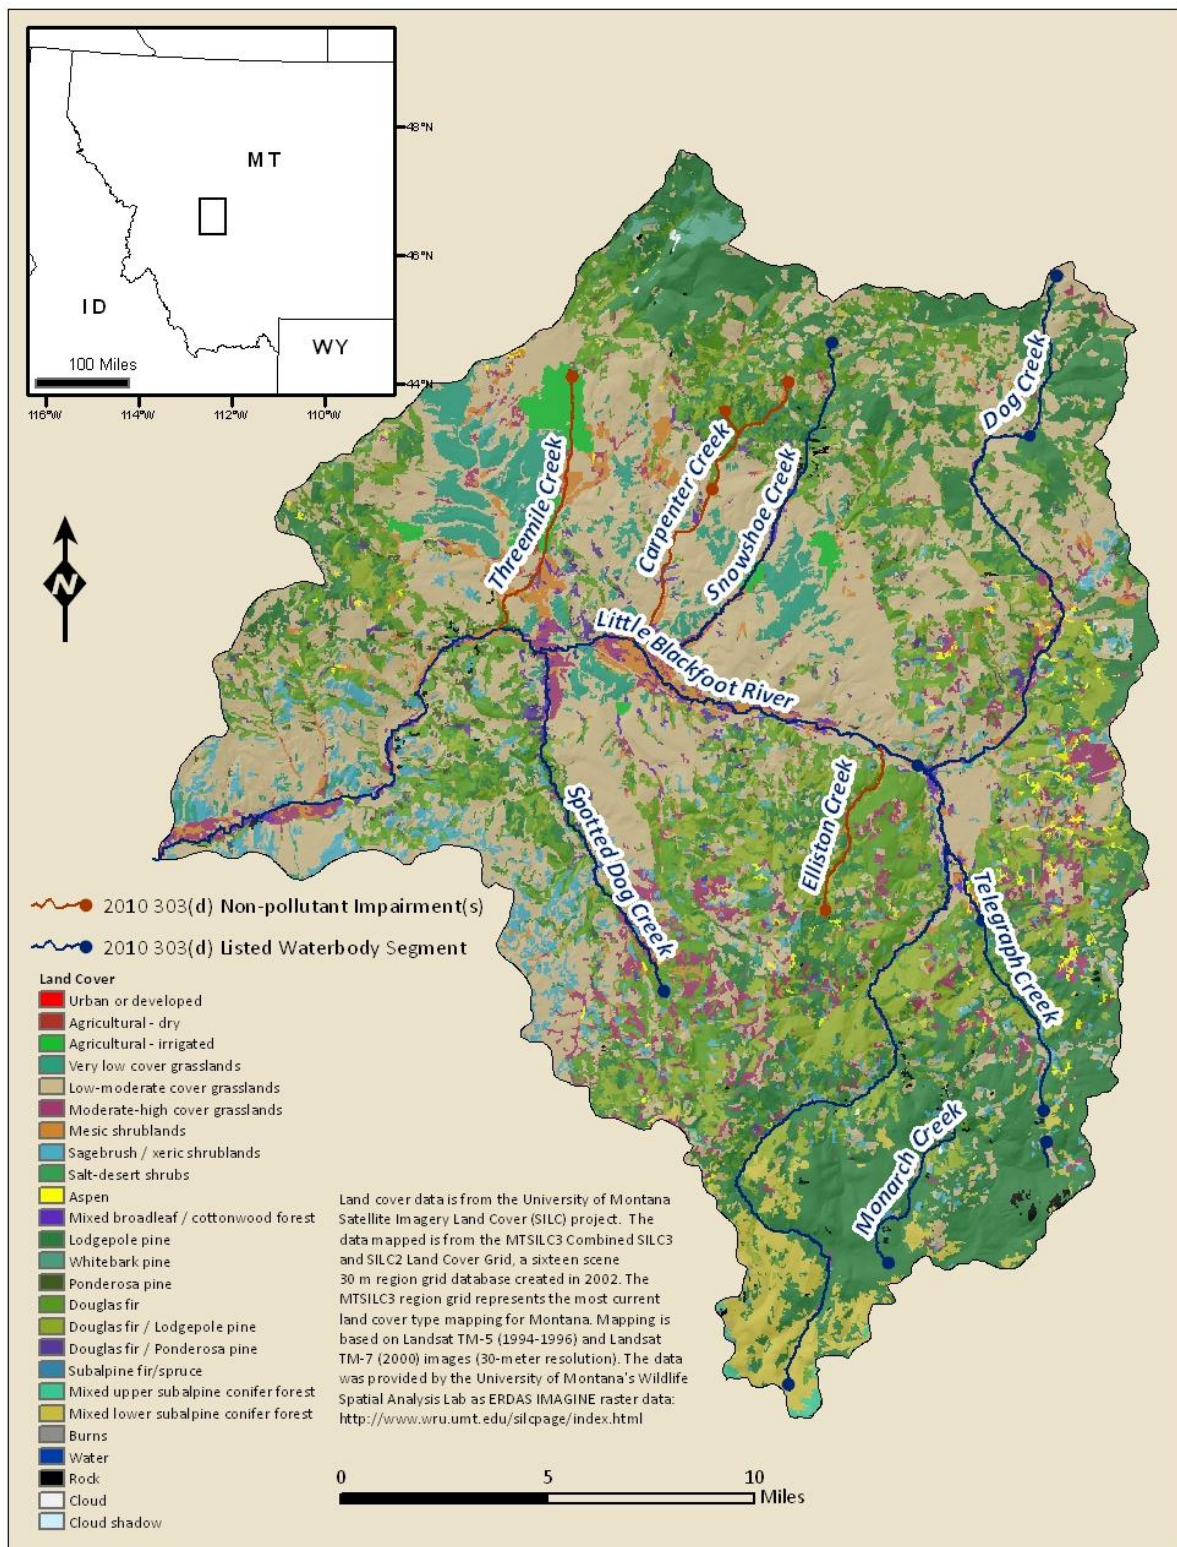 MT
ID
WY
100 Miles
48°N
46°N
44°N
116°W
114°W
112°W
110°W
N
Threemile Creek
Carpenter Creek
Snowshoe Creek
Dog Creek
Little Blackfoot River
Spotted Dog Creek
Elliston Creek
Telegraph Creek
Monarch Creek
2010 303(d) Non-pollutant Impairment(s)
2010 303(d) Listed Waterbody Segment
Land Cover
Urban or developed
Agricultural - dry
Agricultural - irrigated
Very low cover grasslands
Low-moderate cover grasslands
Moderate-high cover grasslands
Mesic shrublands
Sagebrush / xeric shrublands
Salt-desert shrubs
Aspen
Mixed broadleaf / cottonwood forest
Lodgepole pine
Whitebark pine
Ponderosa pine
Douglas fir
Douglas fir / Lodgepole pine
Douglas fir / Ponderosa pine
Subalpine fir/spruce
Mixed upper subalpine conifer forest
Mixed lower subalpine conifer forest
Burns
Water
Rock
Cloud
Cloud shadow
Land cover data is from the University of Montana
Satellite Imagery Land Cover (SILC) project. The
data mapped is from the MTSILC3 Combined SILC3
and SILC2 Land Cover Grid, a sixteen scene
30 m region grid database created in 2002. The
MTSILC3 region grid represents the most current
land cover type mapping for Montana. Mapping is
based on Landsat TM-5 (1994-1996) and Landsat
TM-7 (2000) images (30-meter resolution). The data
was provided by the University of Montana's Wildlife
Spatial Analysis Lab as ERDAS IMAGINE raster data:
http://www.wru.umt.edu/silcpage/index.html
0 5 10
Miles